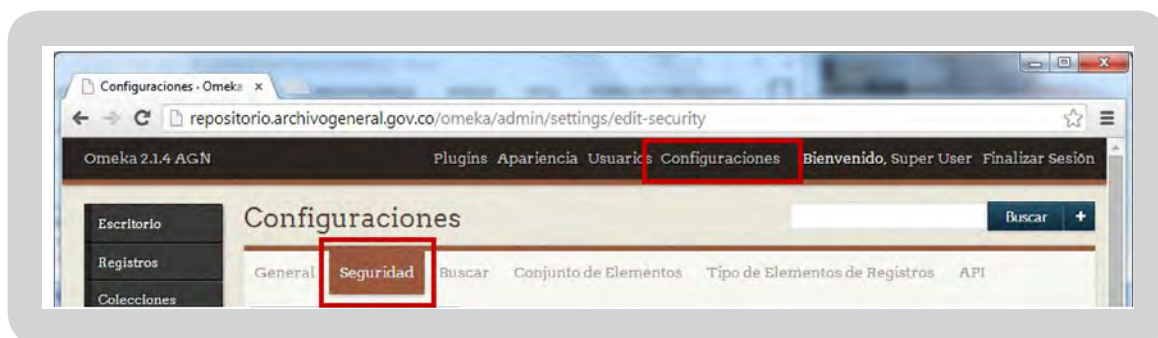 Configuraciones · Omeka ×
repositorio.archivogeneral.gov.co/omeka/admin/settings/edit-security
Omeka 2.1.4 AGN Plugins Apariencia Usuarios Configuraciones Bienvenido, Super User Finalizar Sesión
Escritorio
Configuraciones
Buscar +
Registros
General Seguridad Buscar Conjunto de Elementos Tipo de Elementos de Registros API
Colecciones